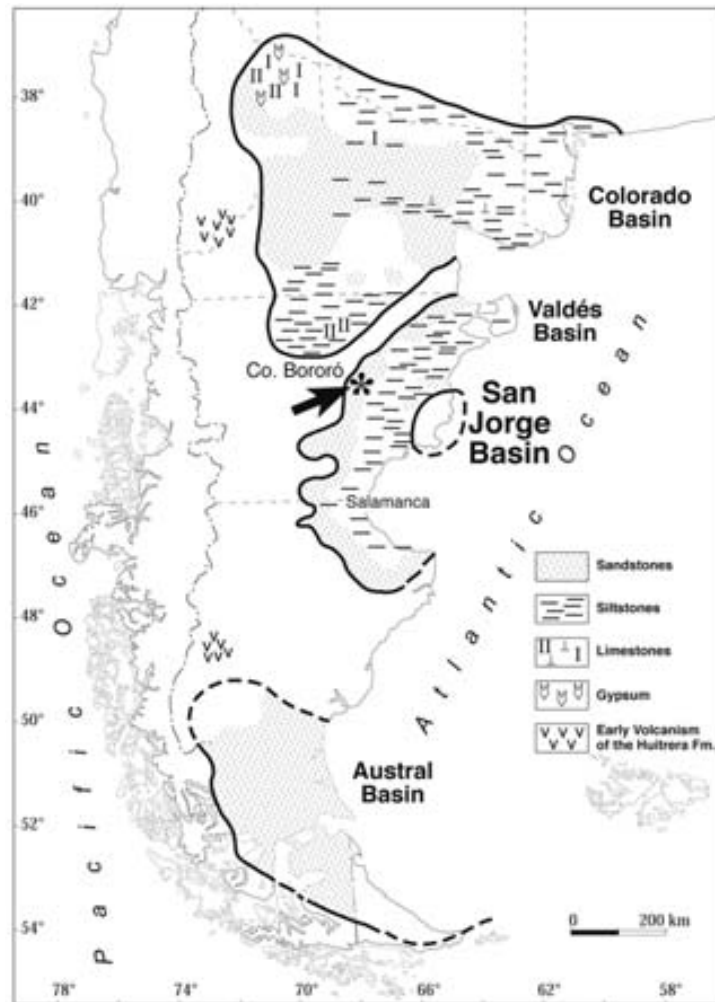 38°
40°
42°
44°
46°
48°
50°
52°
54°
78°
74°
70°
66°
62°
58°
Colorado
Basin
Valdés
Basin
Co. Bororó
San
Jorge
Basin
Salamanca
Austral
Basin
Pacific Ocean
Atlantic Ocean
Sandstones
Siltstones
Limestones
Gypsum
Early Volcanism
of the Huitrera Fm.
0 200 km